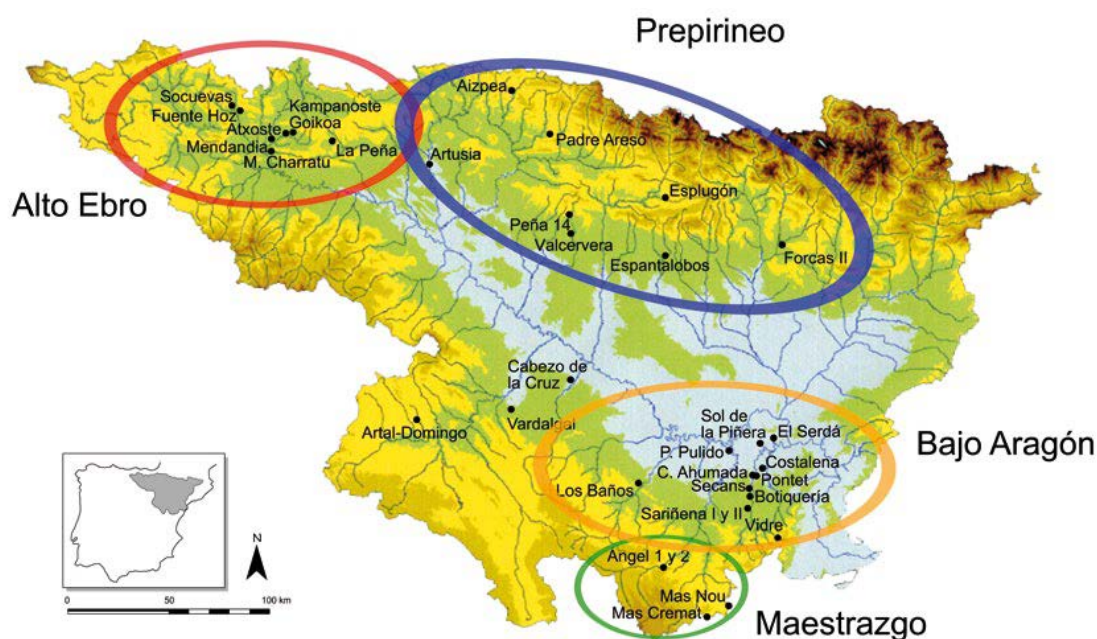 Prepirineo
Aizpea
Socuevas
Fuente Hoz
Kampanoste
Goikoa
Atxoste
Mendandia
M. Charratu
La Peña
Padre Areso
Artusia
Alto Ebro
Esplugón
Peña 14
Valcervera
Espantalobos
Forcas II
Cabezo de
la Cruz
Vardalgal
Artal-Domingo
Sol de
la Piñera
El Serdá
Bajo Aragón
P. Pulido
Costalena
C. Ahumada
Pontet
Secans
Botiquería
Los Baños
Sariñena I y II
Vidre
Angel 1 y 2
Mas Nou
Mas Cremat
Maestrazgo
N
0 50 100 km